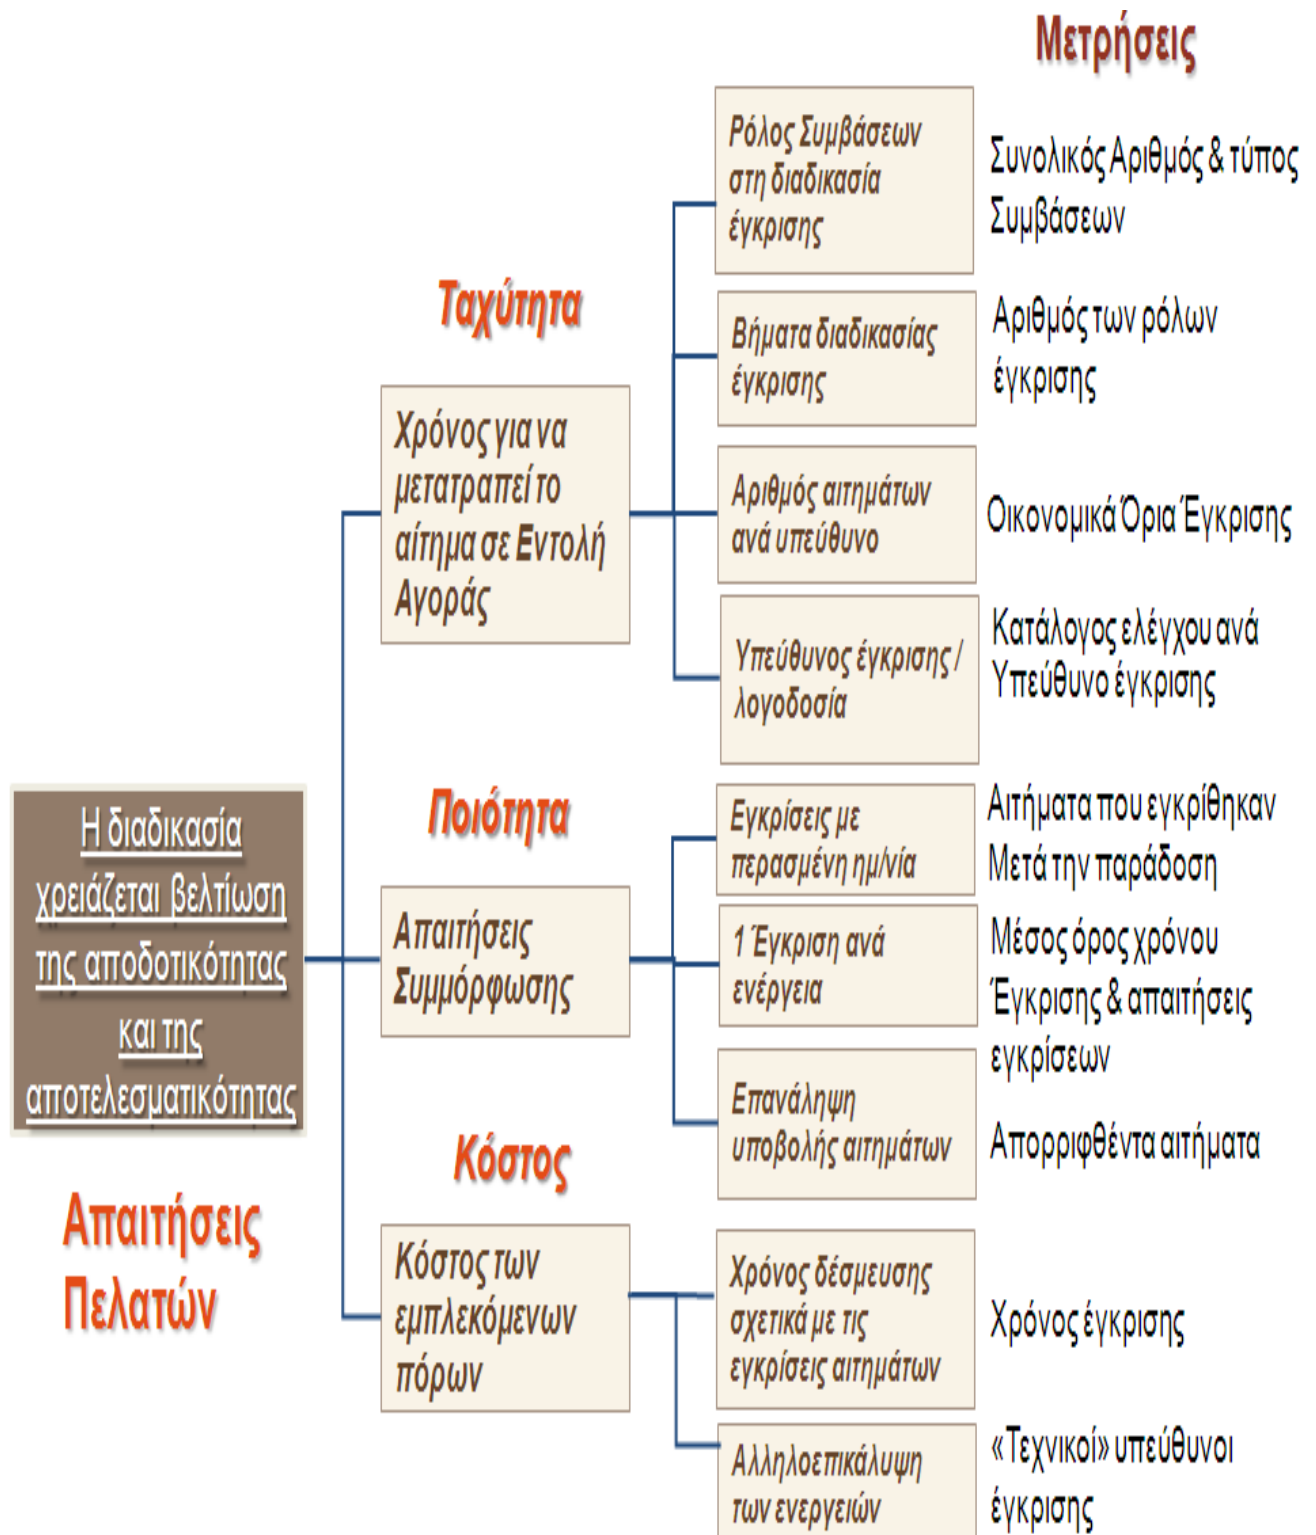 Μετρήσεις
Ρόλος Συμβάσεων
στη διαδικασία
έγκρισης
Συνολικός Αριθμός & τύπος
Συμβάσεων
Ταχύτητα
Βήματα διαδικασίας
έγκρισης
Αριθμός των ρόλων
έγκρισης
Χρόνος για να
μετατραπεί το
αίτημα σε Εντολή
Αγοράς
Αριθμός αιτημάτων
ανά υπεύθυνο
Οικονομικά Όρια Έγκρισης
Υπεύθυνος έγκρισης /
λογοδοσία
Κατάλογος ελέγχου ανά
Υπεύθυνο έγκρισης
Η διαδικασία
χρειάζεται βελτίωση
της αποδοτικότητας
και της
αποτελεσματικότητας
Απαιτήσεις
Πελατών
Ποιότητα
Απαιτήσεις
Συμμόρφωσης
Εγκρίσεις με
περασμένη ημ/νία
Αιτήματα που εγκρίθηκαν
Μετά την παράδοση
1 Έγκριση ανά
ενέργεια
Μέσος όρος χρόνου
Έγκρισης & απαιτήσεις
εγκρίσεων
Επανάληψη
υποβολής αιτημάτων
Απορριφθέντα αιτήματα
Κόστος
Κόστος των
εμπλεκόμενων
πόρων
Χρόνος δέσμευσης
σχετικά με τις
εγκρίσεις αιτημάτων
Χρόνος έγκρισης
Αλληλοεπικάλυψη
των ενεργειών
«Τεχνικοί» υπεύθυνοι
έγκρισης